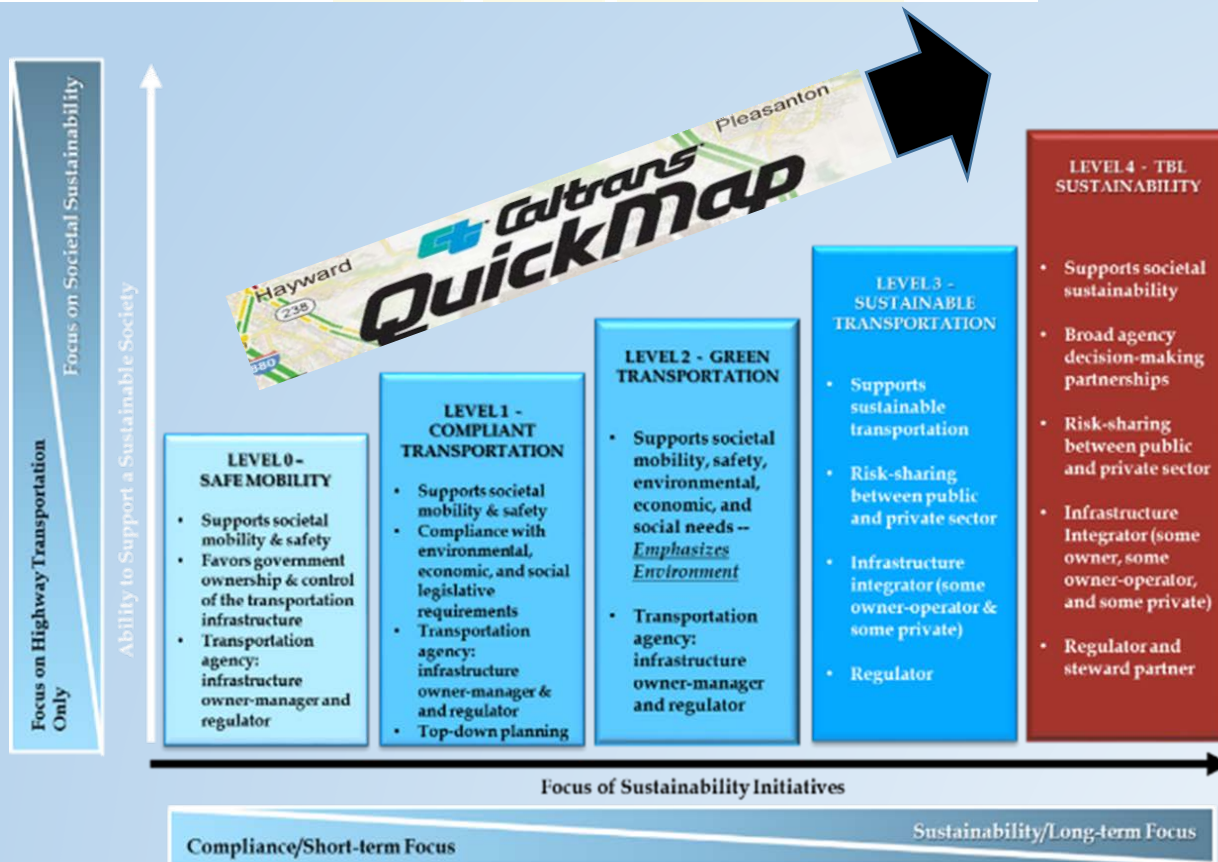 Focus on Societal Sustainability
Focus on Highway Transportation
Only
Ability to Support a Sustainable Society
Hayward
238
880
Pleasanton
Ct Caltrans
QuickMap
LEVEL 0 –
SAFE MOBILITY
• Supports societal
mobility & safety
• Favors government
ownership & control
of the transportation
infrastructure
• Transportation
agency:
infrastructure
owner-manager and
regulator
LEVEL 1 -
COMPLIANT
TRANSPORTATION
• Supports societal
mobility & safety
• Compliance with
environmental,
economic, and social
legislative
requirements
• Transportation
agency:
infrastructure
owner-manager &
and regulator
• Top-down planning
LEVEL 2 - GREEN
TRANSPORTATION
• Supports societal
mobility, safety,
environmental,
economic, and
social needs --
Emphasizes
Environment
• Transportation
agency:
infrastructure
owner-manager
and regulator
LEVEL 3 –
SUSTAINABLE
TRANSPORTATION
• Supports
sustainable
transportation
• Risk-sharing
between public
and private sector
• Infrastructure
integrator (some
owner-operator &
some private)
• Regulator
LEVEL 4 - TBL
SUSTAINABILITY
• Supports societal
sustainability
• Broad agency
decision-making
partnerships
• Risk-sharing
between public
and private sector
• Infrastructure
Integrator (some
owner, some
owner-operator,
and some private)
• Regulator and
steward partner
Focus of Sustainability Initiatives
Compliance/Short-term Focus
Sustainability/Long-term Focus